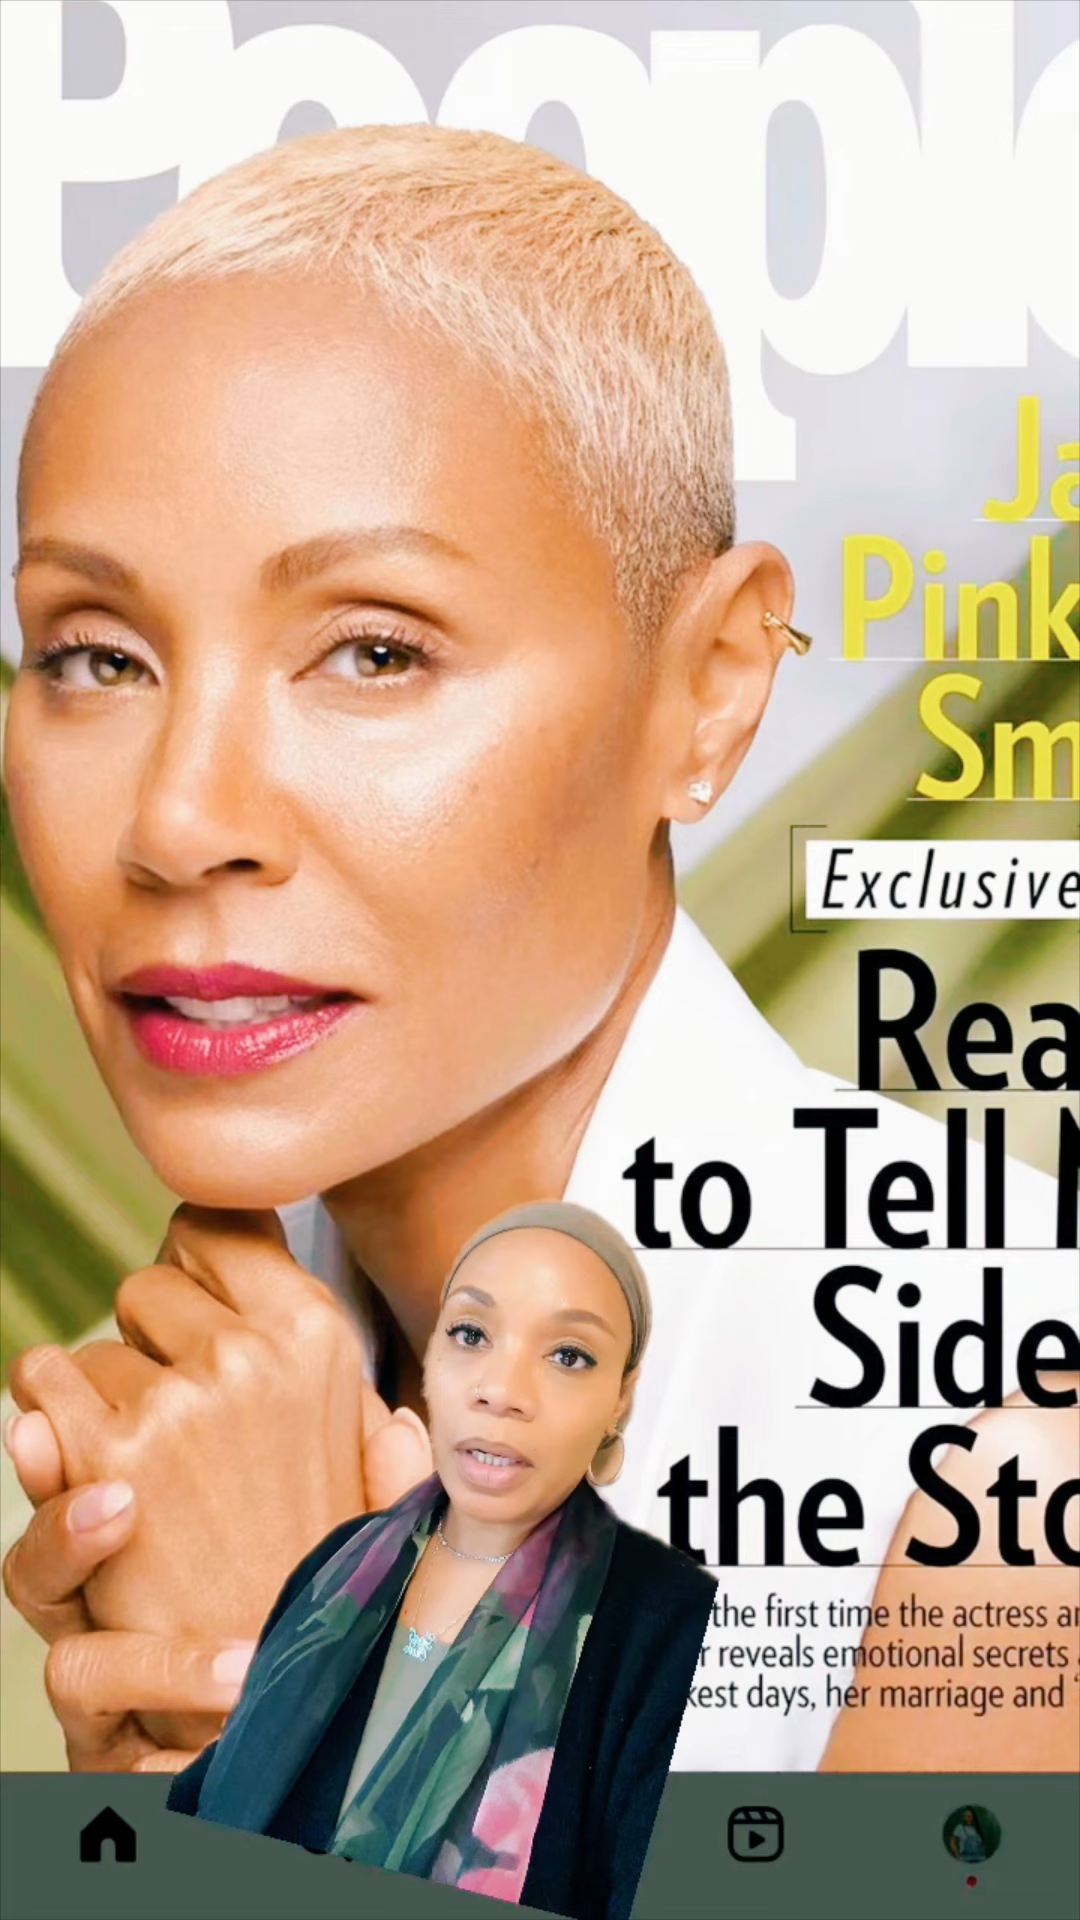 People
Ja
Pink
Sm
Exclusive
Rea
to Tell
Side
the Sto
the first time the actress an
r reveals emotional secrets
kest days, her marriage and